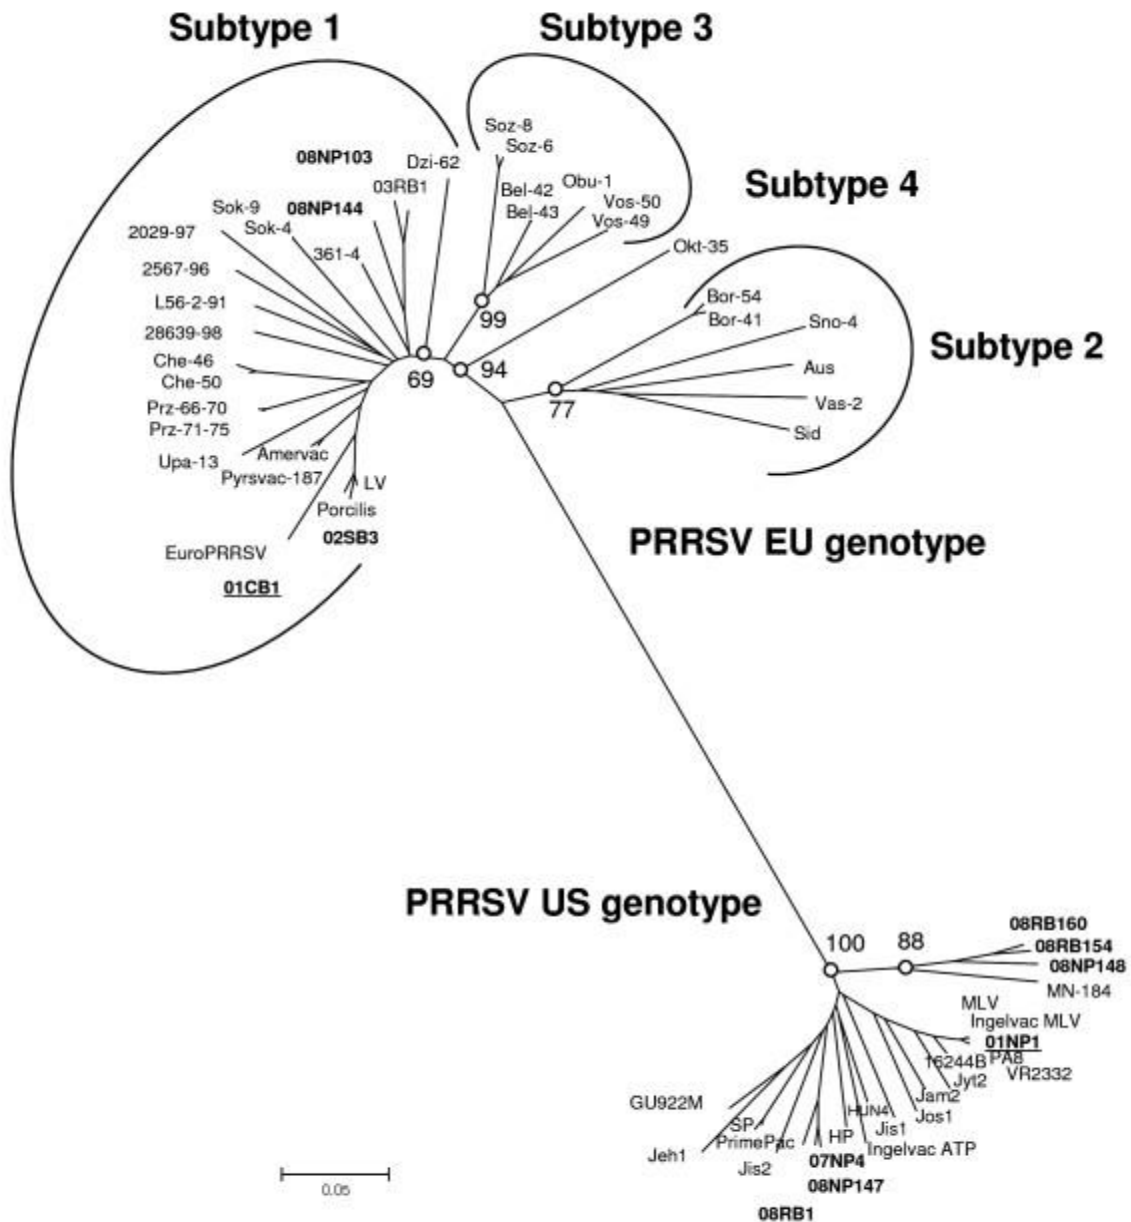 Subtype 1
Subtype 3
Soz-8
Soz-6
08NP103
Dzi-62
03RB1
Bel-42
Obu-1
Subtype 4
Sok-9
08NP144
Bel-43
Vos-50
Vos-49
2029-97
Sok-4
361-4
Okt-35
2567-96
L56-2-91
Bor-54
Bor-41
Sno-4
28639-98
99
Subtype 2
Che-46
Che-50
69
94
Aus
Prz-66-70
77
Vas-2
Prz-71-75
Sid
Upa-13
Amervac
Pyrsvac-187
LV
Porcilis
02SB3
PRRSV EU genotype
EuroPRRSV
01CB1
PRRSV US genotype
08RB160
100
88
08RB154
08NP148
MN-184
MLV
Ingelvac MLV
01NP1
16244B
PA8
VR2332
Jyt2
Jam2
GU922M
HUN4
Jos1
SP
Jis1
PrimePac
HP
Ingelvac ATP
Jeh1
Jis2
07NP4
08NP147
0.05
08RB1